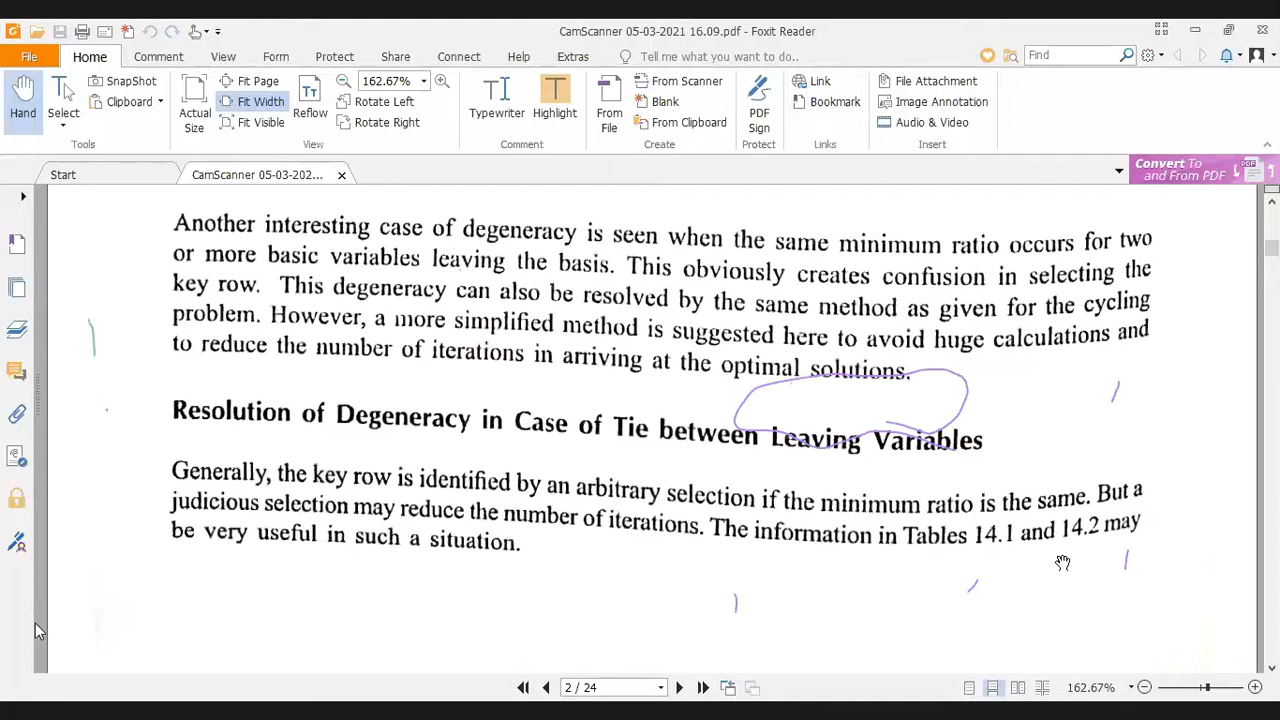 CamScanner 05-03-2021 16.09.pdf - Foxit Reader
File Home Comment View Form Protect Share Connect Help Extras Tell me what you want to do.. Find
Hand Select SnapShot Clipboard Actual Size Fit Page Fit Width Fit Visible Reflow 162.67% Rotate Left Rotate Right Typewriter Highlight From File From Scanner Blank From Clipboard PDF Sign Link Bookmark File Attachment Image Annotation Audio & Video
Tools View Comment Create Protect Links Insert
Start CamScanner 05-03-202... Convert To and From PDF PDF
Another interesting case of degeneracy is seen when the same minimum ratio occurs for two
or more basic variables leaving the basis. This obviously creates confusion in selecting the
key row. This degeneracy can also be resolved by the same method as given for the cycling
problem. However, a more simplified method is suggested here to avoid huge calculations and
to reduce the number of iterations in arriving at the optimal solutions.
Resolution of Degeneracy in Case of Tie between Leaving Variables
Generally, the key row is identified by an arbitrary selection if the minimum ratio is the same. But a
judicious selection may reduce the number of iterations. The information in Tables 14.1 and 14.2 may
be very useful in such a situation.
2 / 24 162.67%